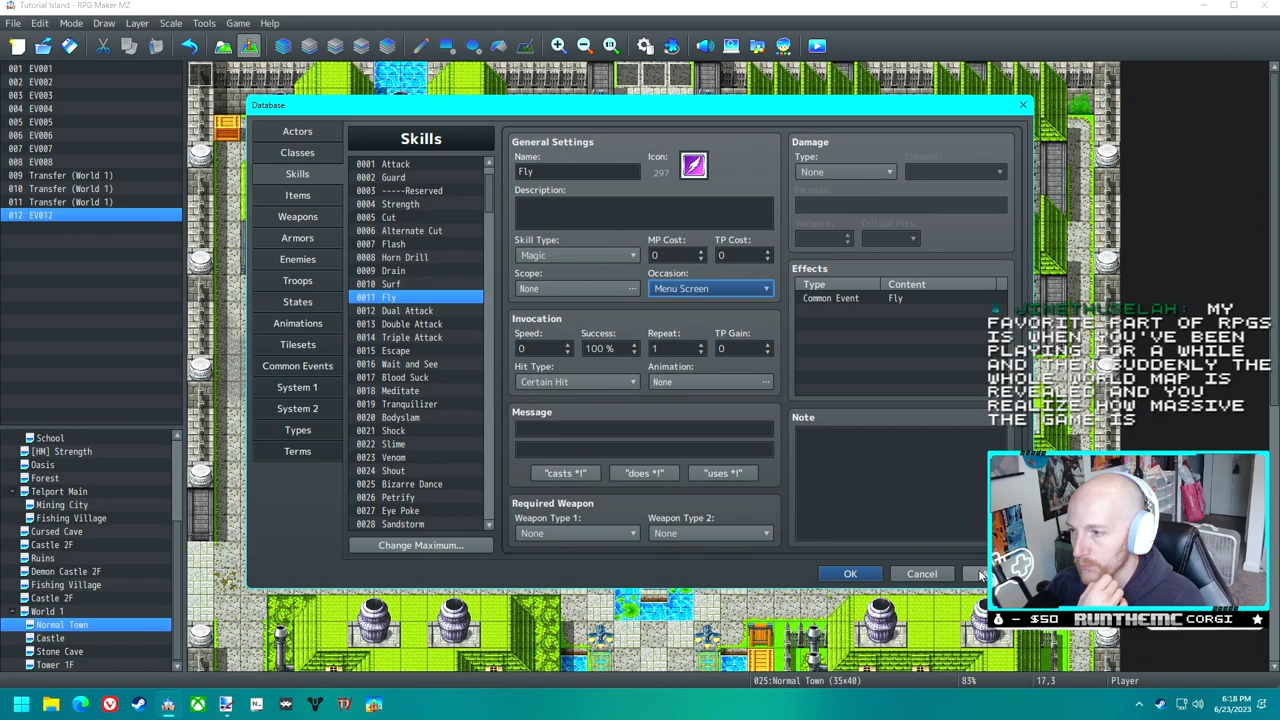 Tutorial Island - RPG Maker MZ
File Edit Mode Draw Layer Scale Tools Game Help
001 EV001
002 EV002
003 EV003
004 EV004
005 EV005
006 EV006
007 EV007
008 EV008
009 Transfer (World 1)
010 Transfer (World 1)
011 Transfer (World 1)
012 EV012
School
[HM] Strength
Oasis
Forest
Telport Main
Mining City
Fishing Village
Cursed Cave
Castle 2F
Ruins
Demon Castle 2F
Fishing Village
Castle 2F
World 1
Normal Town
Castle
Stone Cave
Tower 1F
Database
Actors
Classes
Skills
Items
Weapons
Armors
Enemies
Troops
States
Animations
Tilesets
Common Events
System 1
System 2
Types
Terms
Skills
0001 Attack
0002 Guard
0003 -----Reserved
0004 Strength
0005 Cut
0006 Alternate Cut
0007 Flash
0008 Horn Drill
0009 Drain
0010 Surf
0011 Fly
0012 Dual Attack
0013 Double Attack
0014 Triple Attack
0015 Escape
0016 Wait and See
0017 Blood Suck
0018 Meditate
0019 Tranquilizer
0020 Bodyslam
0021 Shock
0022 Slime
0023 Venom
0024 Shout
0025 Bizarre Dance
0026 Petrify
0027 Eye Poke
0028 Sandstorm
Change Maximum...
General Settings
Name: Icon:
Fly 297
Description:
Skill Type: MP Cost: TP Cost:
Magic 0 0
Scope: Occasion:
None ... Menu Screen
Invocation
Speed: Success: Repeat: TP Gain:
0 100 % 1 0
Hit Type: Animation:
Certain Hit None ...
Message
"casts *!" "does *!" "uses *!"
Required Weapon
Weapon Type 1: Weapon Type 2:
None None
Damage
Type: Element:
None
Formula:
Variance: Critical Hits:
Effects
Type Content
Common Event Fly
Note
OK Cancel
MY
FAVORITE PART OF RPGS
IS WHEN YOU'VE BEEN
PLAYING FOR A WHILE
AND THEN SUDDENLY THE
WHOLE WORLD MAP IS
REVEALED AND YOU
REALIZE HOW MASSIVE
THE GAME IS
- $50 RUNTHEMC CORGI
025:Normal Town (35x40) 83% 17,3 Player
6:18 PM
6/23/2023